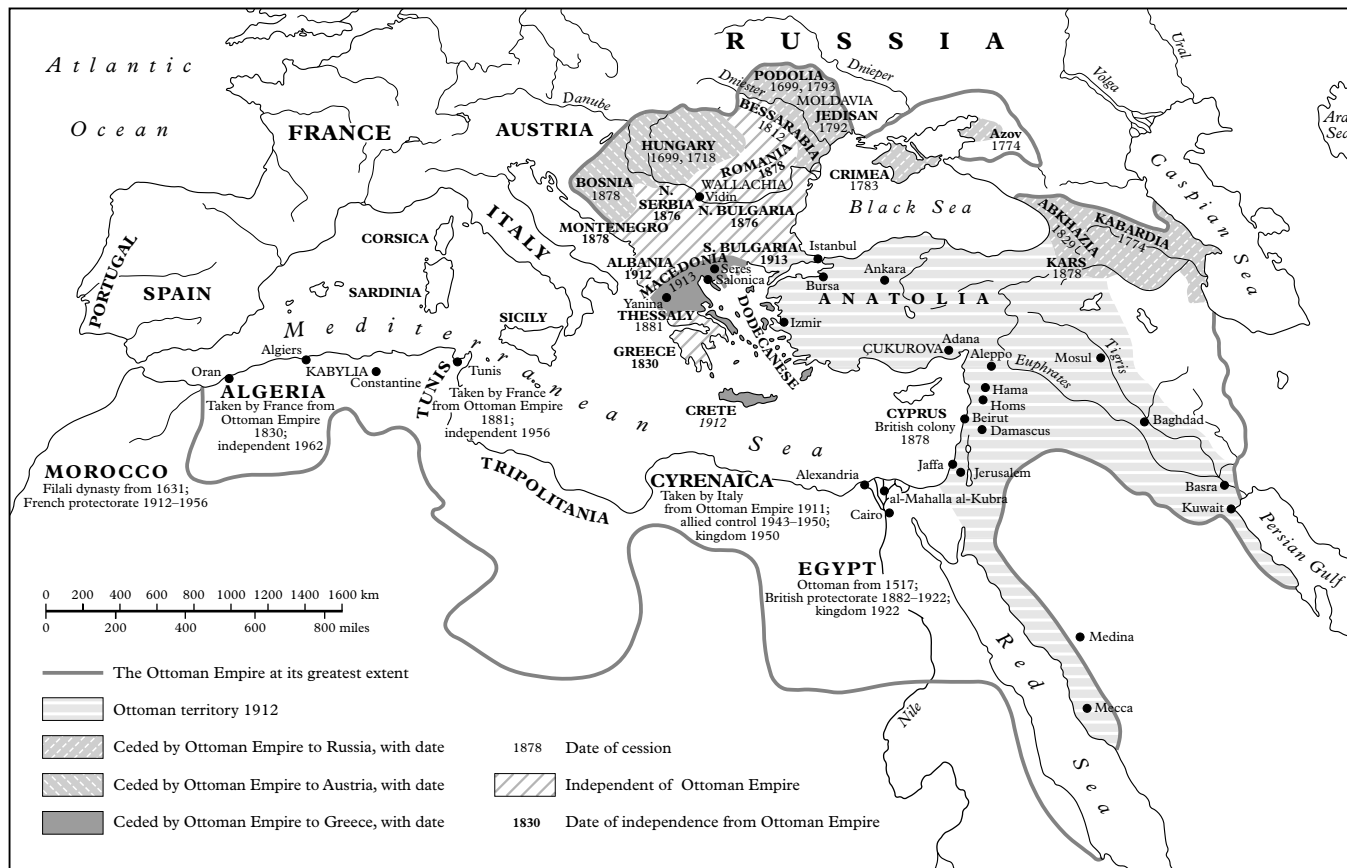 Atlantic
Ocean
RUSSIA
Ural
Volga
Aral
Sea
Caspian Sea
Dnieper
Dniester
PODOLIA
1699, 1793
MOLDAVIA
JEDISAN
1792
BESSARABIA
1812
Danube
FRANCE
AUSTRIA
HUNGARY
1699, 1718
ROMANIA
1878
WALLACHIA
Vidin
BOSNIA
1878
N.
SERBIA
1876
N. BULGARIA
1876
MONTENEGRO
1878
S. BULGARIA
1913
ALBANIA
1912
MACEDONIA
1913
Seres
Salonica
Yanina
THESSALY
1881
GREECE
1830
DODECANESE
CRETE
1912
Azov
1774
CRIMEA
1783
Black Sea
ABKHAZIA
1829
KABARDIA
1774
KARS
1878
Istanbul
Bursa
Ankara
ANATOLIA
Izmir
ÇUKUROVA
Adana
Aleppo
Euphrates
Mosul
Tigris
Hama
Homs
CYPRUS
British colony
1878
Beirut
Damascus
Baghdad
Jaffa
Jerusalem
Basra
Kuwait
Persian Gulf
ITALY
CORSICA
SARDINIA
SICILY
PORTUGAL
SPAIN
Mediterranean Sea
Algiers
Oran
KABYLIA
Constantine
ALGERIA
Taken by France from
Ottoman Empire
1830;
independent 1962
TUNIS
Tunis
Taken by France
from Ottoman Empire
1881;
independent 1956
MOROCCO
Filali dynasty from 1631;
French protectorate 1912–1956
TRIPOLITANIA
CYRENAICA
Taken by Italy
from Ottoman Empire 1911;
allied control 1943–1950;
kingdom 1950
Alexandria
al-Mahalla al-Kubra
Cairo
EGYPT
Ottoman from 1517;
British protectorate 1882–1922;
kingdom 1922
Nile
Red Sea
Medina
Mecca
0 200 400 600 800 1000 1200 1400 1600 km
0 200 400 600 800 miles
The Ottoman Empire at its greatest extent
Ottoman territory 1912
Ceded by Ottoman Empire to Russia, with date
Ceded by Ottoman Empire to Austria, with date
Ceded by Ottoman Empire to Greece, with date
1878 Date of cession
Independent of Ottoman Empire
1830 Date of independence from Ottoman Empire